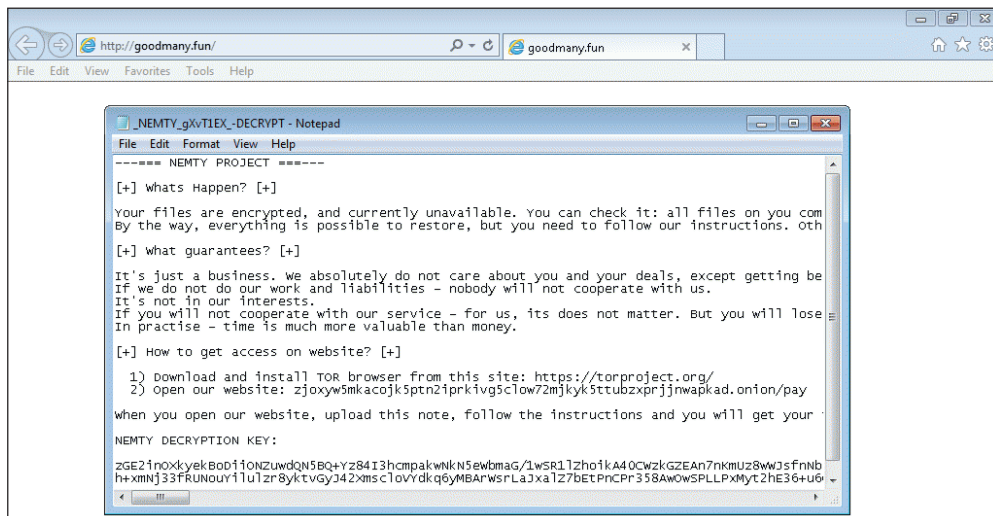 http://goodmany.fun/
goodmany.fun
File Edit View Favorites Tools Help
_NEMTY_gXvT1EX_-DECRYPT - Notepad
File Edit Format View Help
---=== NEMTY PROJECT ===---
[+] Whats Happen? [+]
Your files are encrypted, and currently unavailable. You can check it: all files on you com
By the way, everything is possible to restore, but you need to follow our instructions. Oth
[+] What guarantees? [+]
It's just a business. We absolutely do not care about you and your deals, except getting be
If we do not do our work and liabilities - nobody will not cooperate with us.
It's not in our interests.
If you will not cooperate with our service - for us, its does not matter. But you will lose
In practise - time is much more valuable than money.
[+] How to get access on website? [+]
1) Download and install TOR browser from this site: https://torproject.org/
2) Open our website: zjoxyw5mkacojk5ptn2iprkivg5clow72mjkyk5ttubzxprjjnwapkad.onion/pay
When you open our website, upload this note, follow the instructions and you will get your
NEMTY DECRYPTION KEY: